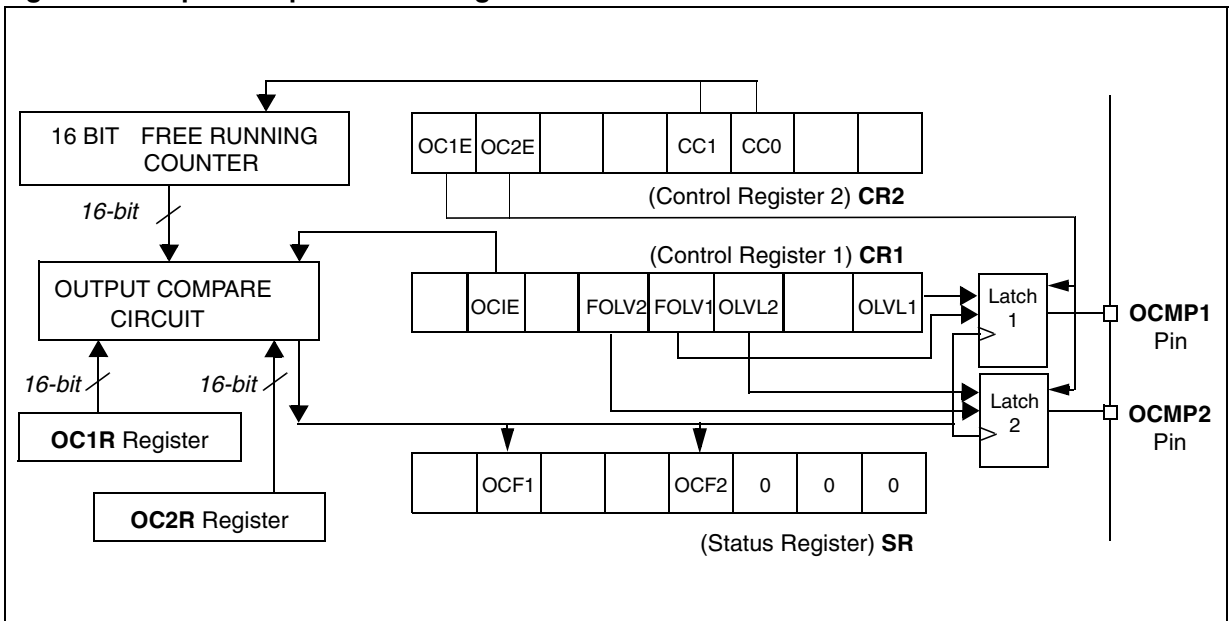 16 BIT FREE RUNNING
COUNTER
16-bit
OC1E OC2E CC1 CC0
(Control Register 2) CR2
(Control Register 1) CR1
OUTPUT COMPARE
CIRCUIT
OCIE FOLV2 FOLV1 OLVL2 OLVL1
Latch
1
OCMP1
Pin
16-bit
16-bit
Latch
2
OCMP2
Pin
OC1R Register
OCF1 OCF2 0 0 0
OC2R Register
(Status Register) SR